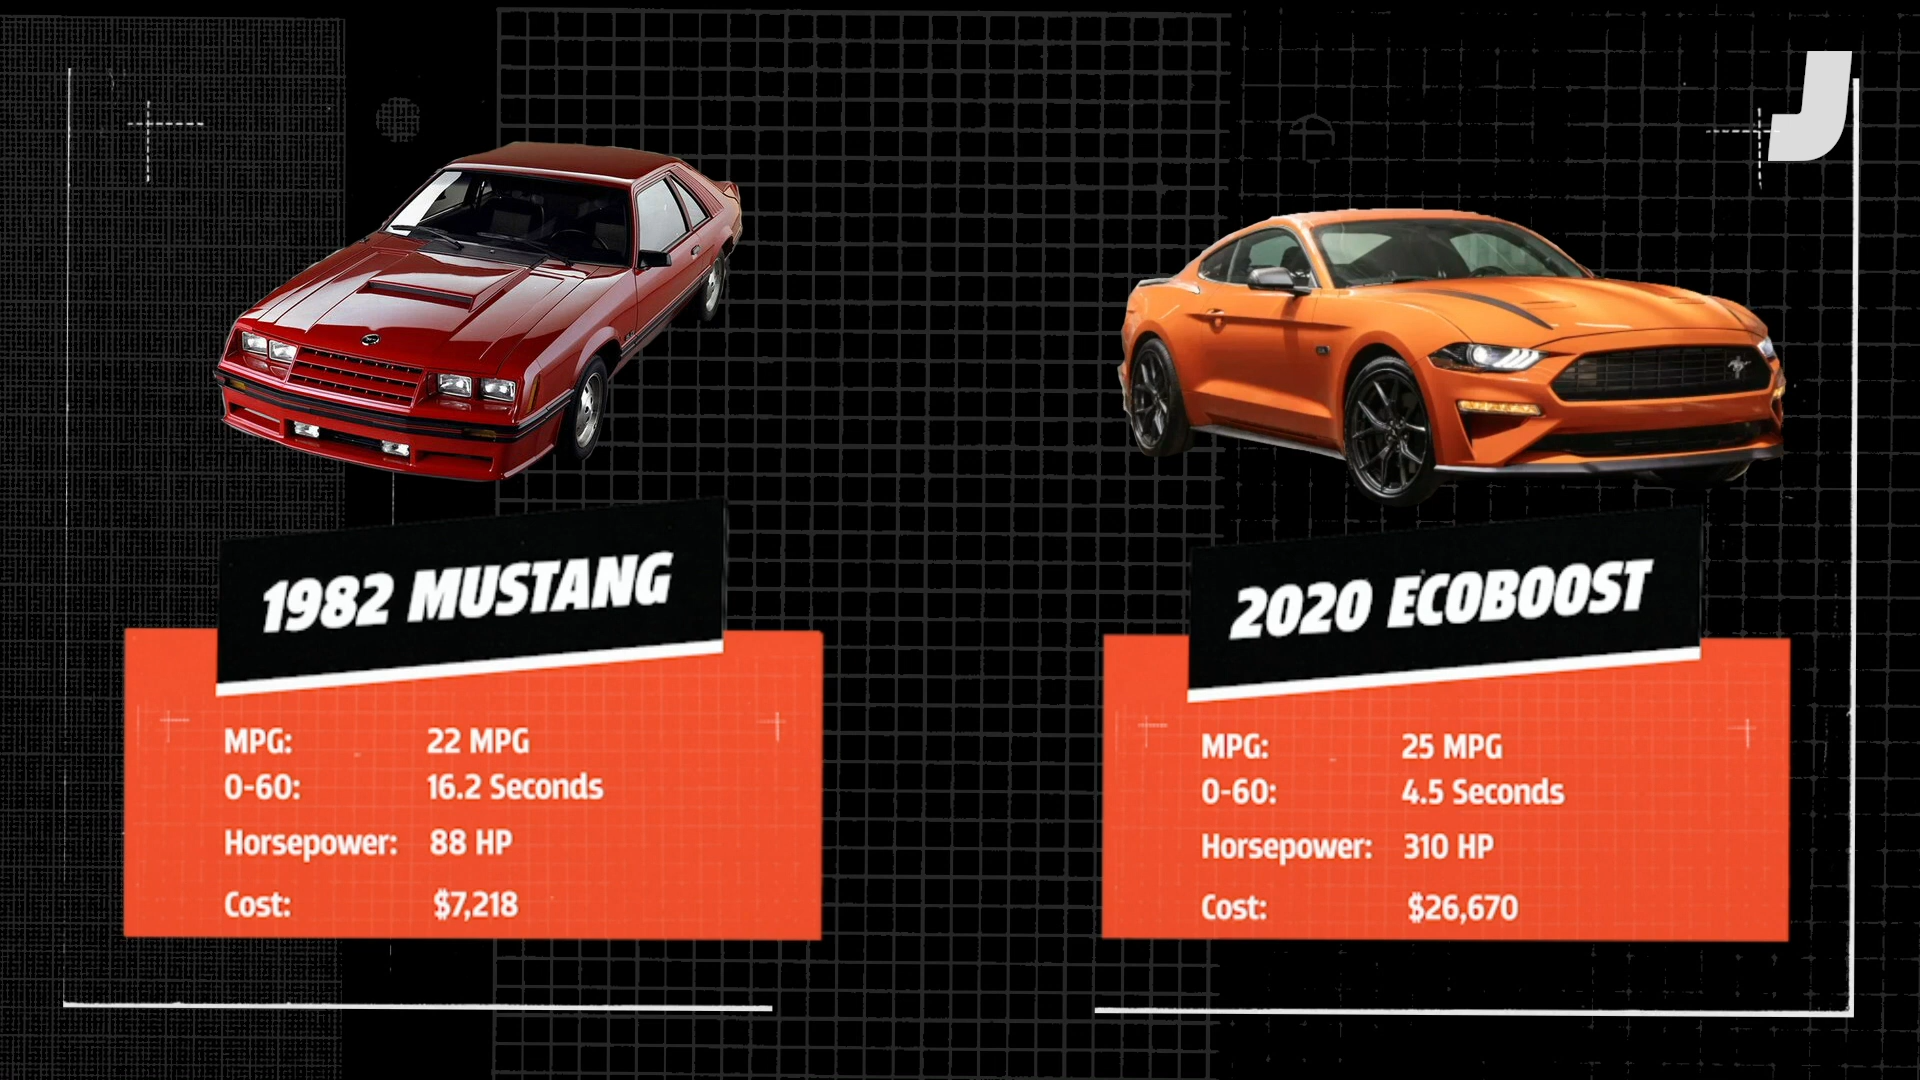 J
1982 MUSTANG
MPG: 22 MPG
0-60: 16.2 Seconds
Horsepower: 88 HP
Cost: $7,218
2020 ECOBOOST
MPG: 25 MPG
0-60: 4.5 Seconds
Horsepower: 310 HP
Cost: $26,670